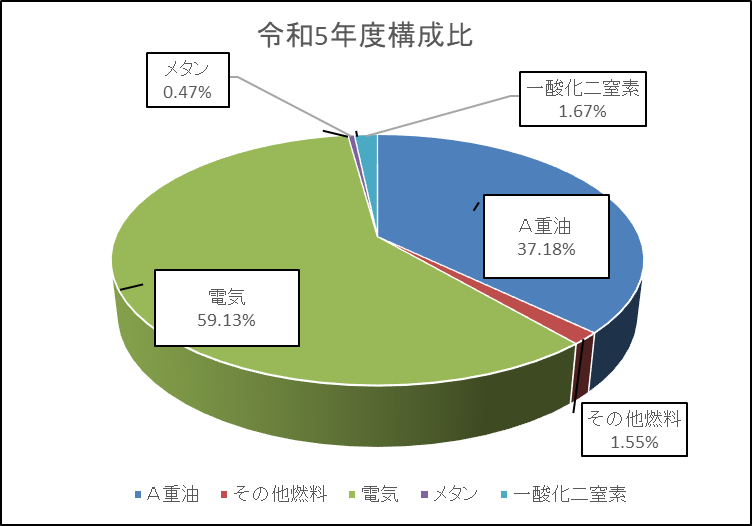 令和5年度構成比
メタン
0.47%
一酸化二窒素
1.67%
Ａ重油
37.18%
電気
59.13%
その他燃料
1.55%
Ａ重油 その他燃料 電気 メタン 一酸化二窒素